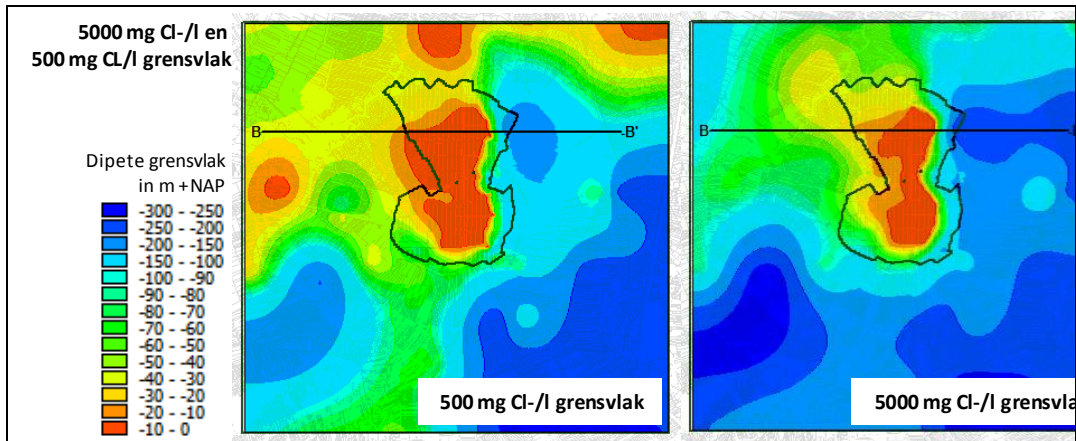 5000 mg Cl-/l en
500 mg CL/l grensvlak
Dipete grensvlak
in m +NAP
-300 - -250
-250 - -200
-200 - -150
-150 - -100
-100 - -90
-90 - -80
-80 - -70
-70 - -60
-60 - -50
-50 - -40
-40 - -30
-30 - -20
-20 - -10
-10 - 0
B
-B'
500 mg Cl-/l grensvlak
B
5000 mg Cl-/l grensvla